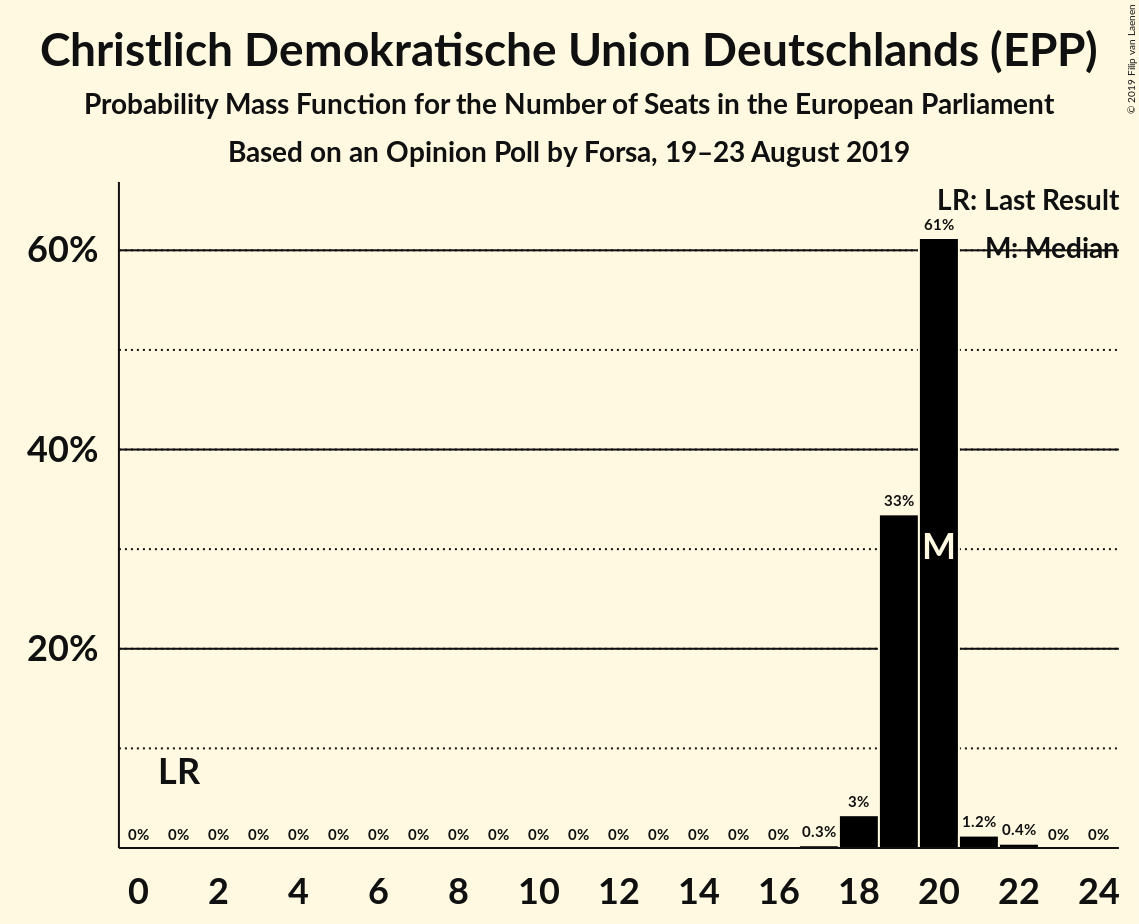 Christlich Demokratische Union Deutschlands (EPP)
Probability Mass Function for the Number of Seats in the European Parliament
Based on an Opinion Poll by Forsa, 19–23 August 2019
© 2019 Filip van Laenen
LR: Last Result
M: Median
60%
40%
20%
61%
33%
M
LR
0% 0% 0% 0% 0% 0% 0% 0% 0% 0% 0% 0% 0% 0% 0% 0% 0% 0.3% 3% 1.2% 0.4% 0% 0%
0 2 4 6 8 10 12 14 16 18 20 22 24